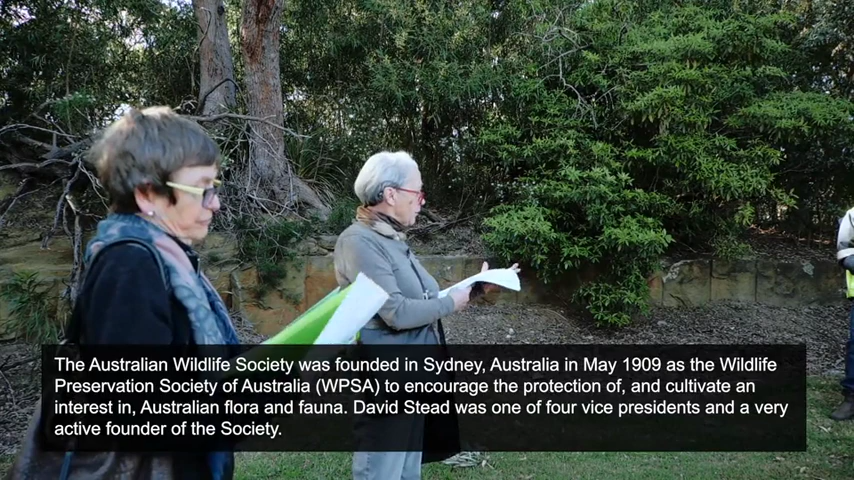 The Australian Wildlife Society was founded in Sydney, Australia in May 1909 as the Wildlife
Preservation Society of Australia (WPSA) to encourage the protection of, and cultivate an
interest in, Australian flora and fauna. David Stead was one of four vice presidents and a very
active founder of the Society.